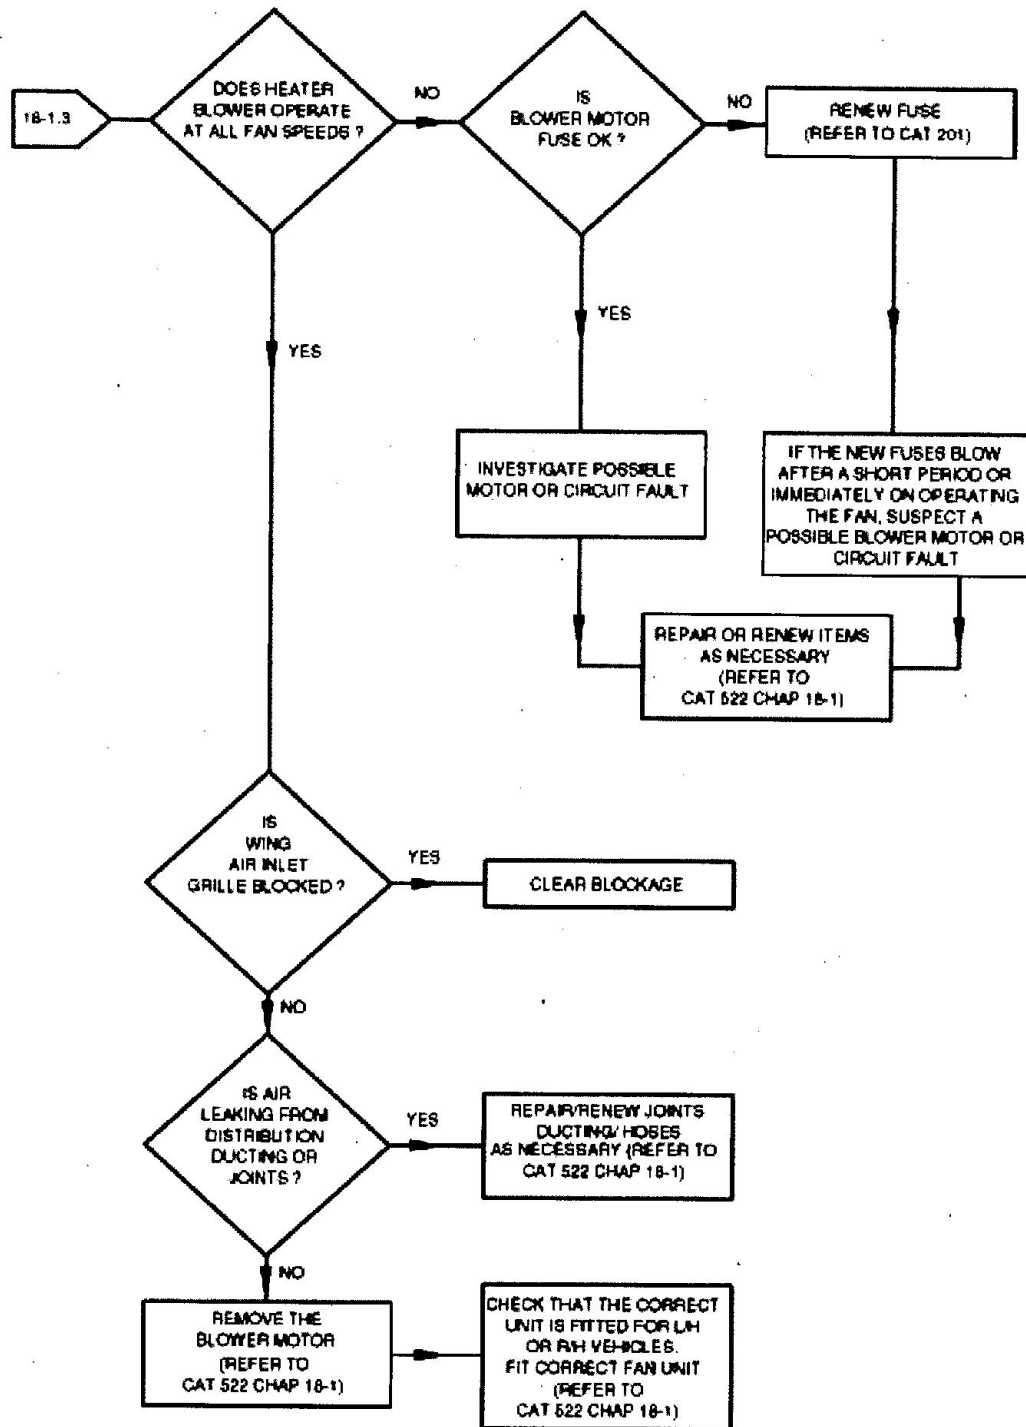 18-1.3
DOES HEATER
BLOWER OPERATE
AT ALL FAN SPEEDS ?
NO
IS
BLOWER MOTOR
FUSE OK ?
NO
RENEW FUSE
(REFER TO CAT 201)
YES
YES
INVESTIGATE POSSIBLE
MOTOR OR CIRCUIT FAULT
IF THE NEW FUSES BLOW
AFTER A SHORT PERIOD OR
IMMEDIATELY ON OPERATING
THE FAN, SUSPECT A
POSSIBLE BLOWER MOTOR OR
CIRCUIT FAULT
REPAIR OR RENEW ITEMS
AS NECESSARY
(REFER TO
CAT 522 CHAP 18-1)
IS
WING
AIR INLET
GRILLE BLOCKED ?
YES
CLEAR BLOCKAGE
NO
IS AIR
LEAKING FROM
DISTRIBUTION
DUCTING OR
JOINTS ?
YES
REPAIR/RENEW JOINTS
DUCTING/ HOSES
AS NECESSARY (REFER TO
CAT 522 CHAP 18-1)
NO
REMOVE THE
BLOWER MOTOR
(REFER TO
CAT 522 CHAP 18-1)
CHECK THAT THE CORRECT
UNIT IS FITTED FOR L/H
OR R/H VEHICLES.
FIT CORRECT FAN UNIT
(REFER TO
CAT 522 CHAP 18-1)